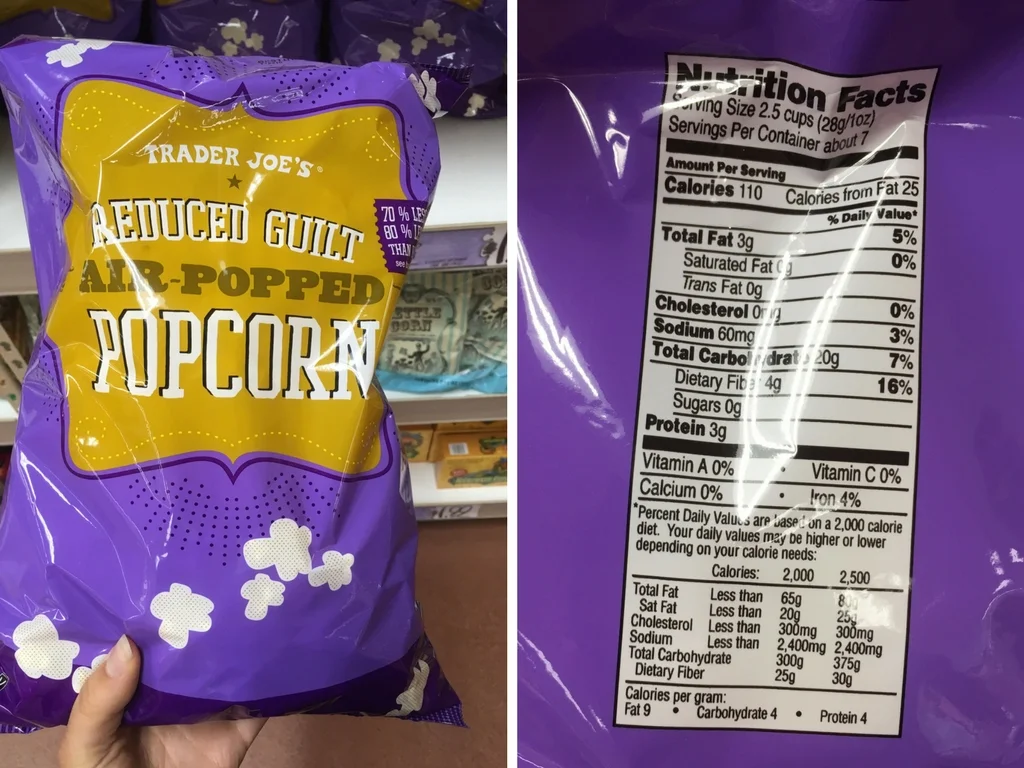 TRADER JOE'S
REDUCED GUILT
AIR-POPPED
POPCORN
70 %
80 %
THAN
Nutrition Facts
Serving Size 2.5 cups (28g/1oz)
Servings Per Container about 7
Amount Per Serving
Calories 110 Calories from Fat 25
% Daily Value*
Total Fat 3g 5%
Saturated Fat 0g 0%
Trans Fat 0g
Cholesterol 0mg 0%
Sodium 60mg 3%
Total Carbohydrate 20g 7%
Dietary Fiber 4g 16%
Sugars 0g
Protein 3g
Vitamin A 0% • Vitamin C 0%
Calcium 0% • Iron 4%
*Percent Daily Values are based on a 2,000 calorie
diet. Your daily values may be higher or lower
depending on your calorie needs:
Calories: 2,000 2,500
Total Fat Less than 65g 80g
Sat Fat Less than 20g 25g
Cholesterol Less than 300mg 300mg
Sodium Less than 2,400mg 2,400mg
Total Carbohydrate 300g 375g
Dietary Fiber 25g 30g
Calories per gram:
Fat 9 • Carbohydrate 4 • Protein 4